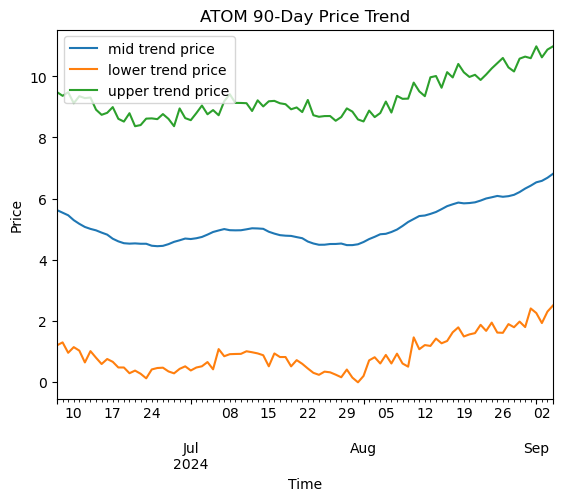 ATOM 90-Day Price Trend
mid trend price
lower trend price
upper trend price
Price
10
8
6
4
2
0
10 17 24 08 15 22 29 05 12 19 26 02
Jul Aug Sep
2024
Time